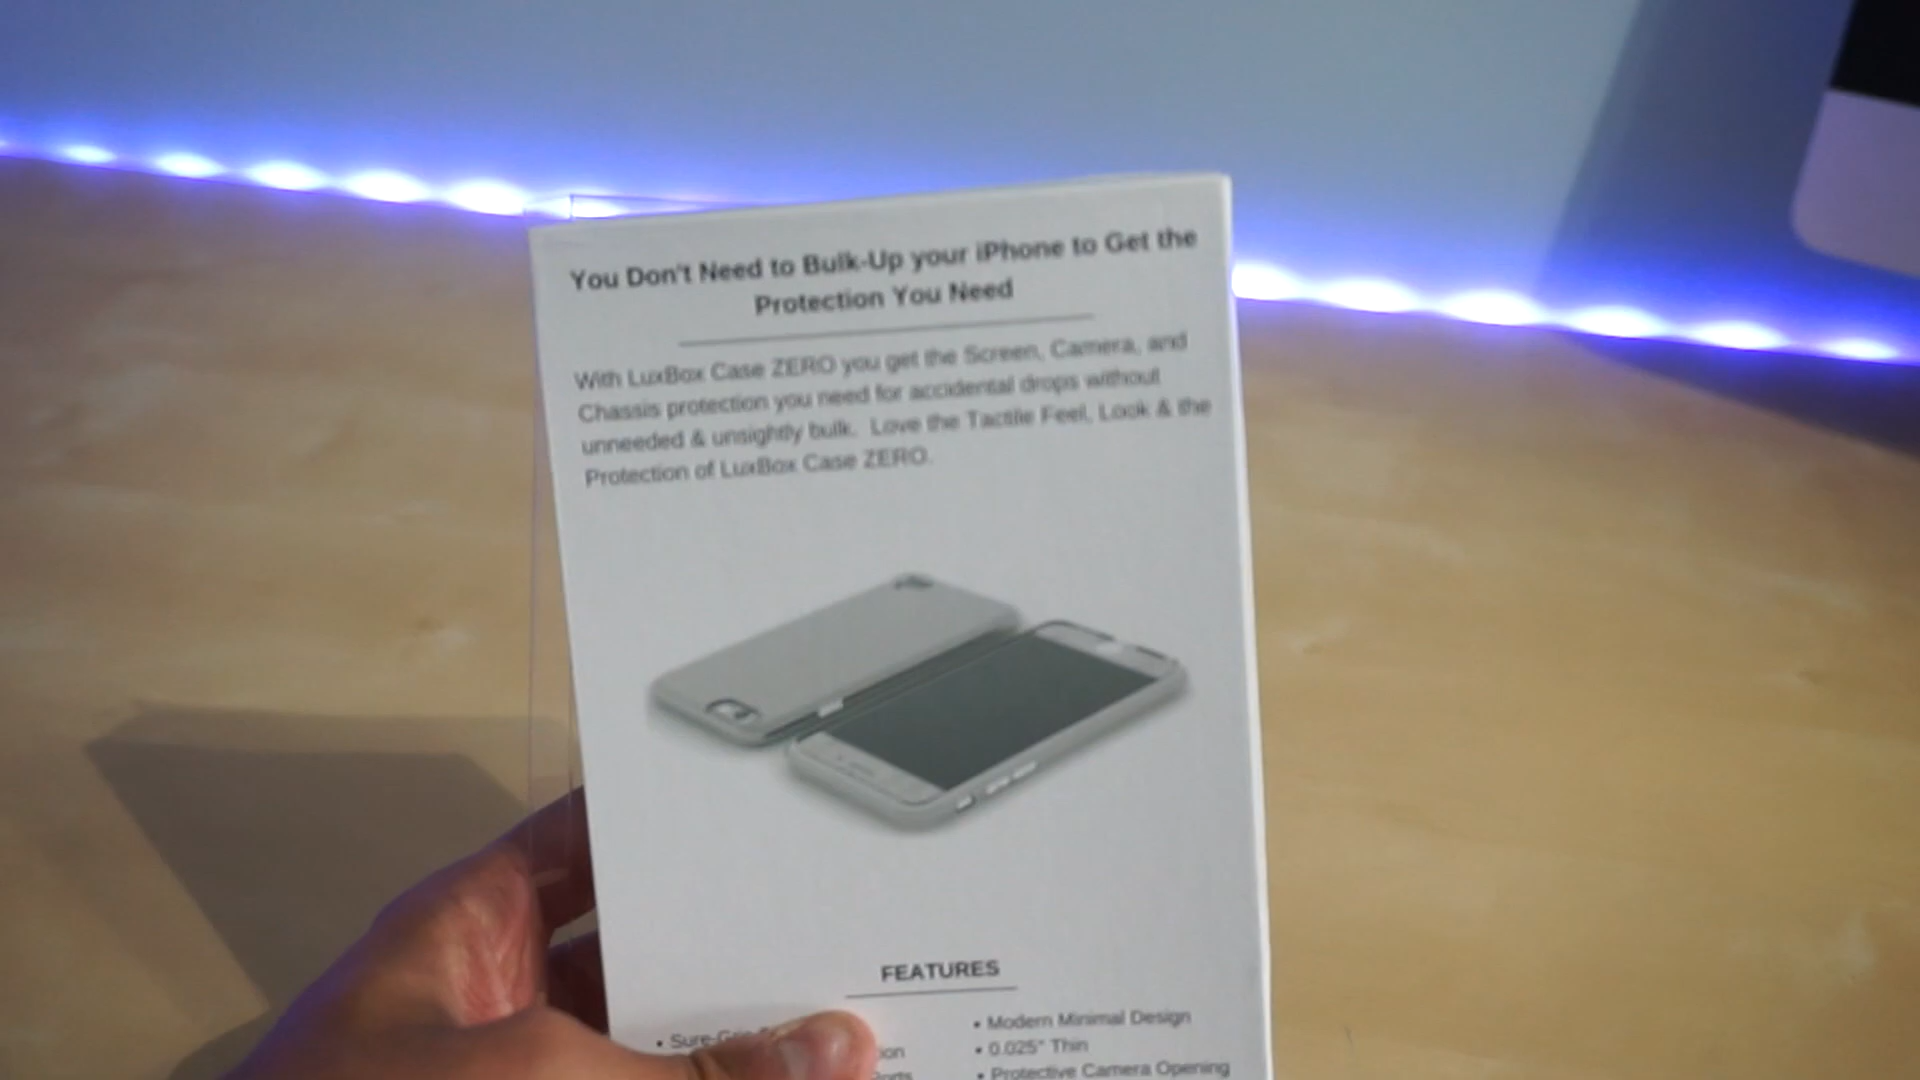 You Don't Need to Bulk-Up your iPhone to Get the
Protection You Need
With LuxBox Case ZERO you get the Screen, Camera, and
Chassis protection you need for accidental drops without
unneeded & unsightly bulk. Love the Tactile Feel, Look & the
Protection of LuxBox Case ZERO.
FEATURES
• Modern Minimal Design
• 0.025" Thin
• Protective Camera Opening